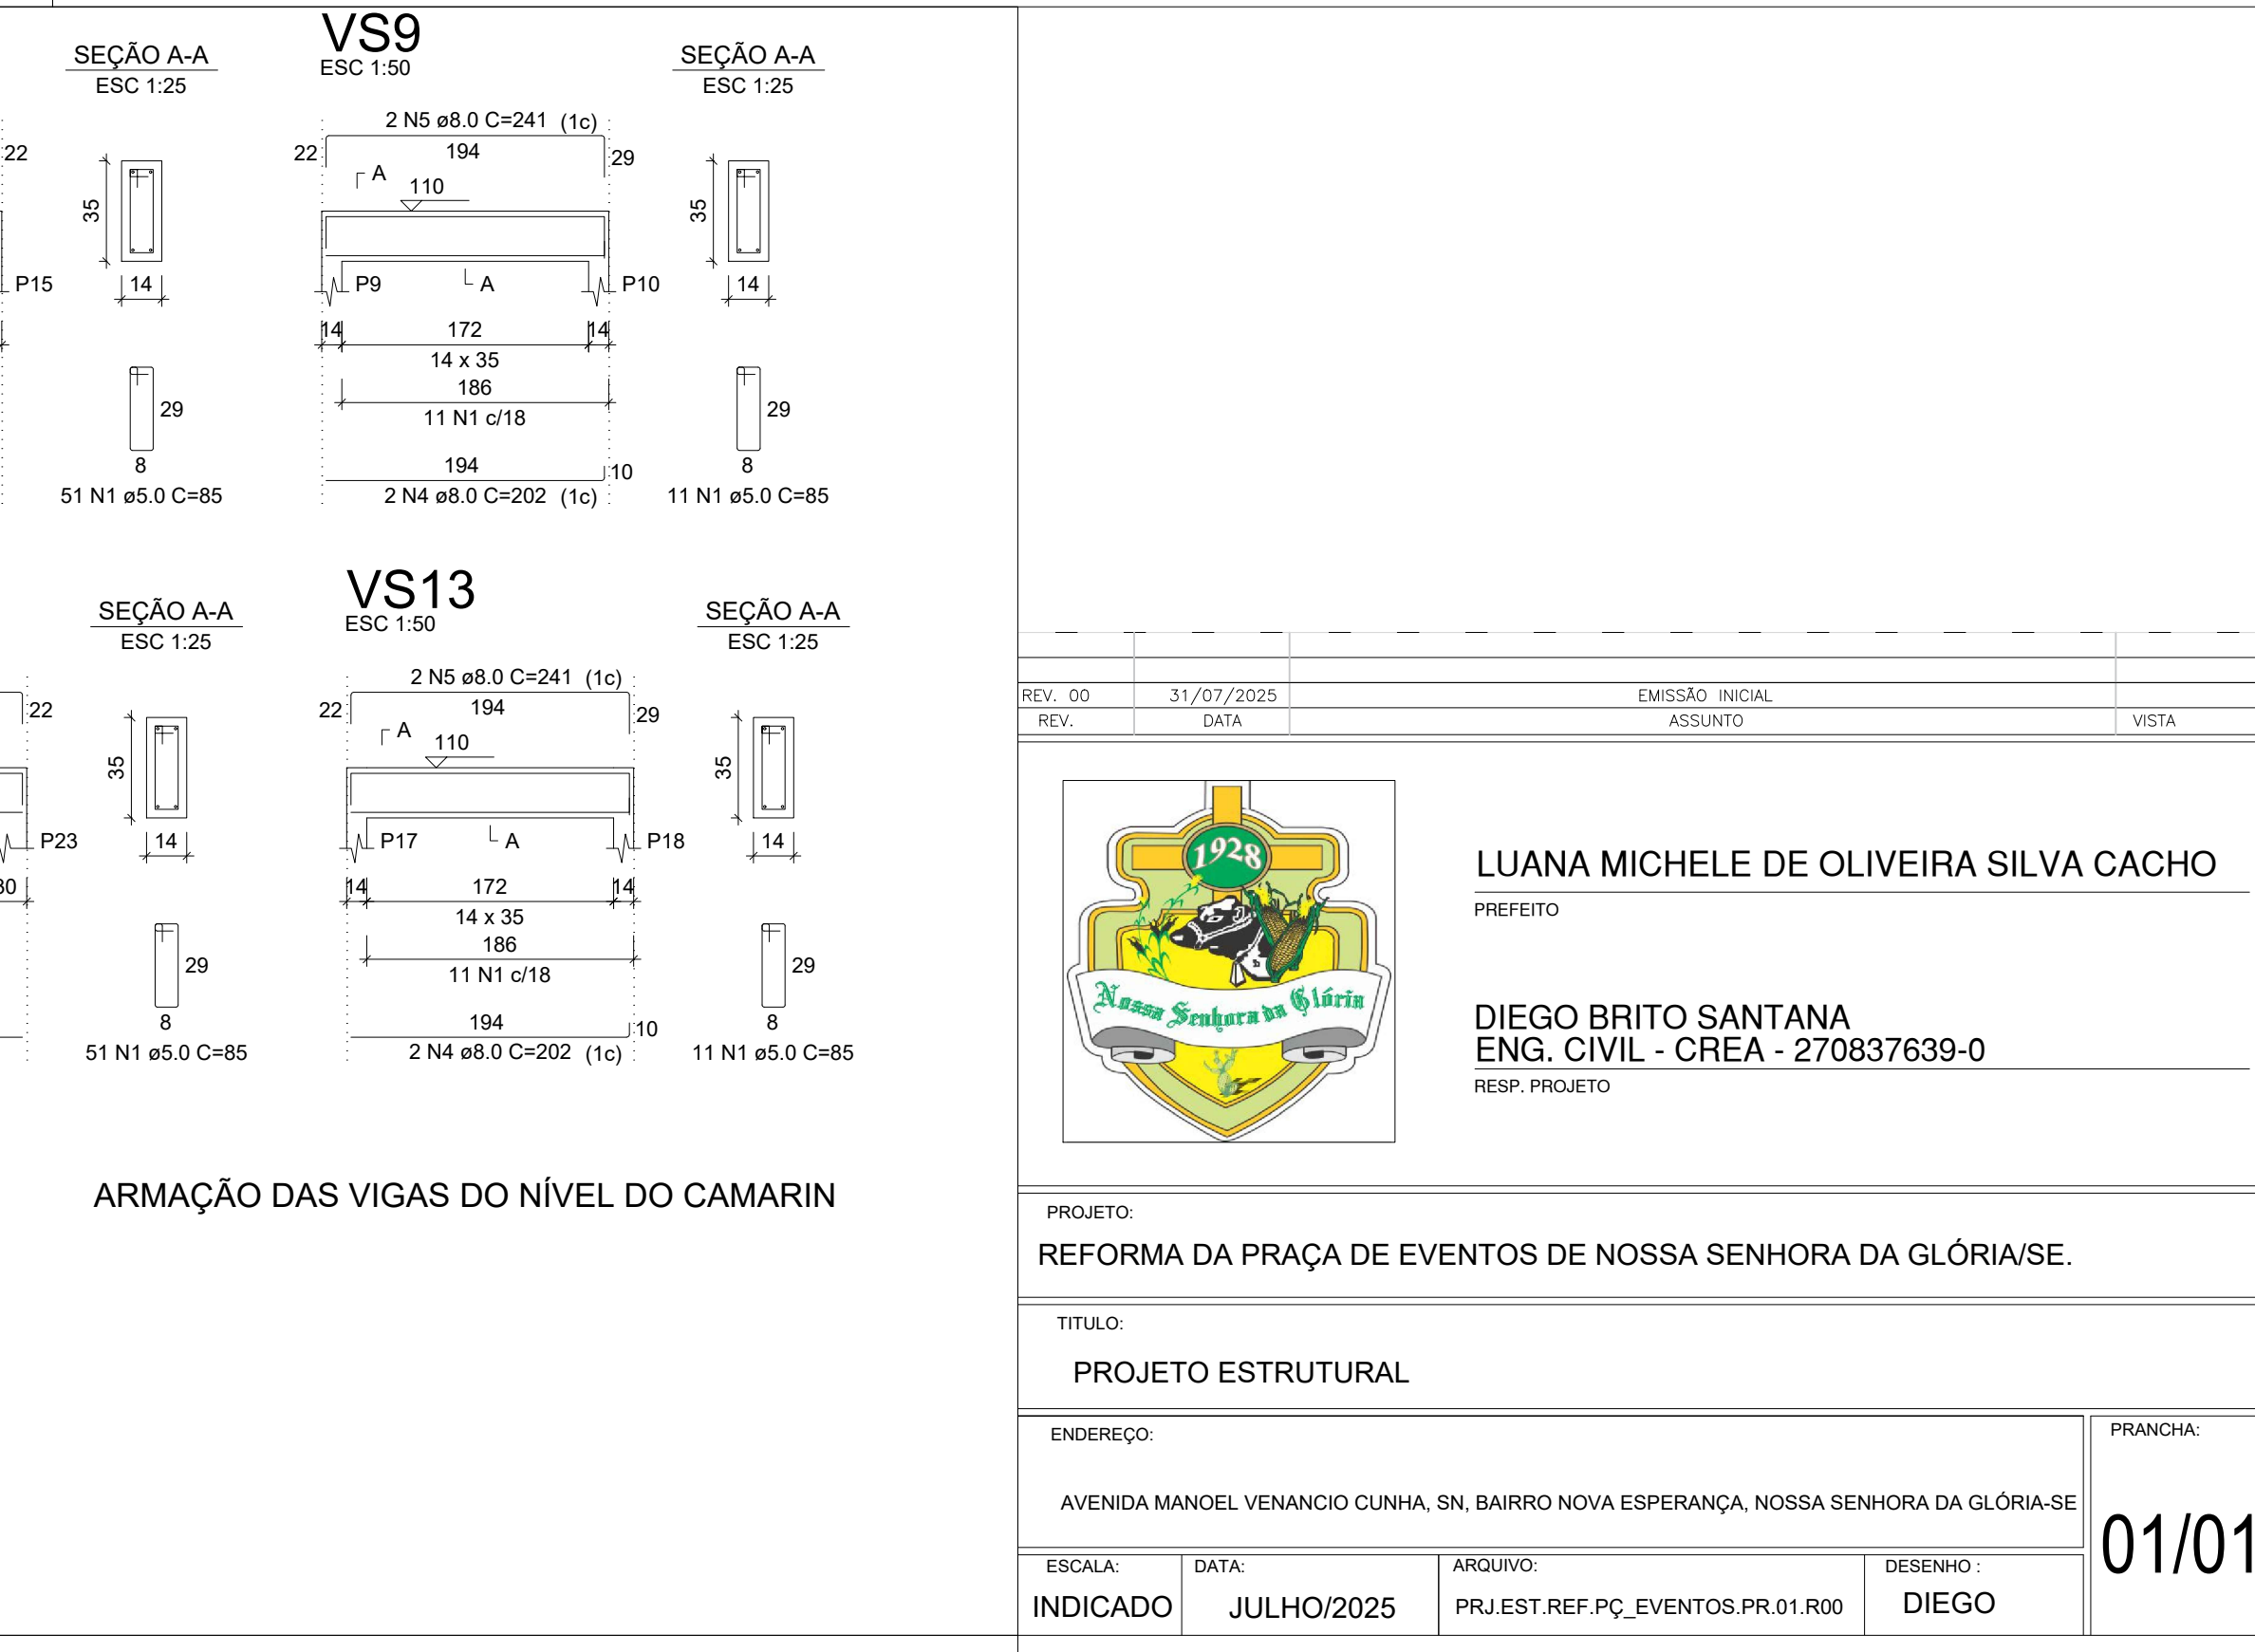 SEÇÃO A-A
ESC 1:25
22
35
P15
14
29
8
51 N1 ø5.0 C=85
VS9
ESC 1:50
2 N5 ø8.0 C=241 (1c)
22
194
29
A
110
P9
A
P10
14
172
14
14 x 35
186
11 N1 c/18
194
10
2 N4 ø8.0 C=202 (1c)
SEÇÃO A-A
ESC 1:25
35
14
29
8
11 N1 ø5.0 C=85
SEÇÃO A-A
ESC 1:25
22
35
P23
14
29
8
51 N1 ø5.0 C=85
VS13
ESC 1:50
2 N5 ø8.0 C=241 (1c)
22
194
29
A
110
P17
A
P18
14
172
14
14 x 35
186
11 N1 c/18
194
10
2 N4 ø8.0 C=202 (1c)
SEÇÃO A-A
ESC 1:25
35
14
29
8
11 N1 ø5.0 C=85
ARMAÇÃO DAS VIGAS DO NÍVEL DO CAMARIN
REV. 00 31/07/2025 EMISSÃO INICIAL
REV. DATA ASSUNTO VISTA
1928
Nossa Senhora da Glória
LUANA MICHELE DE OLIVEIRA SILVA CACHO
PREFEITO
DIEGO BRITO SANTANA
ENG. CIVIL - CREA - 270837639-0
RESP. PROJETO
PROJETO:
REFORMA DA PRAÇA DE EVENTOS DE NOSSA SENHORA DA GLÓRIA/SE.
TITULO:
PROJETO ESTRUTURAL
ENDEREÇO:
AVENIDA MANOEL VENANCIO CUNHA, SN, BAIRRO NOVA ESPERANÇA, NOSSA SENHORA DA GLÓRIA-SE
PRANCHA:
01/01
ESCALA:
INDICADO
DATA:
JULHO/2025
ARQUIVO:
PRJ.EST.REF.PÇ_EVENTOS.PR.01.R00
DESENHO :
DIEGO